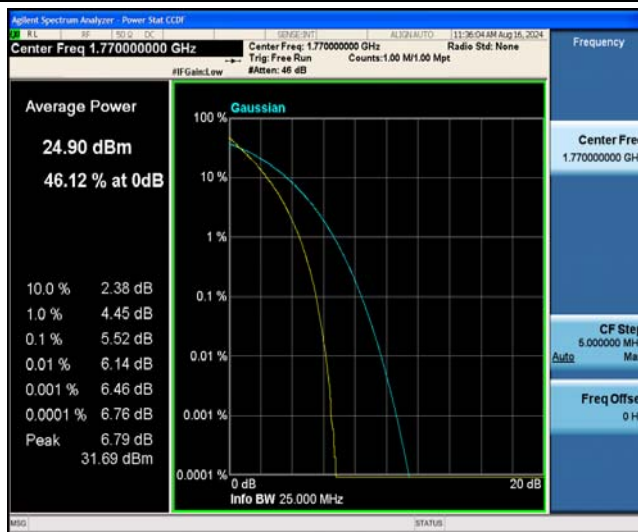 Agilent Spectrum Analyzer - Power Stat CCDF
RL RF 50 Ω DC SENSE:INT ALIGN AUTO 11:36:04 AM Aug 16, 2024
Center Freq 1.770000000 GHz
Center Freq: 1.770000000 GHz Radio Std: None
Trig: Free Run Counts:1.00 M/1.00 Mpt
#IFGain:Low #Atten: 46 dB
Frequency
Average Power
24.90 dBm
46.12 % at 0dB
10.0 % 2.38 dB
1.0 % 4.45 dB
0.1 % 5.52 dB
0.01 % 6.14 dB
0.001 % 6.46 dB
0.0001 % 6.76 dB
Peak 6.79 dB
31.69 dBm
Gaussian
100 %
10 %
1 %
0.1 %
0.01 %
0.001 %
0.0001 %
0 dB 20 dB
Info BW 25.000 MHz
Center Fre
1.770000000 GH
CF Ste
5.000000 MH
Auto Ma
Freq Offse
0 H
MSG STATUS